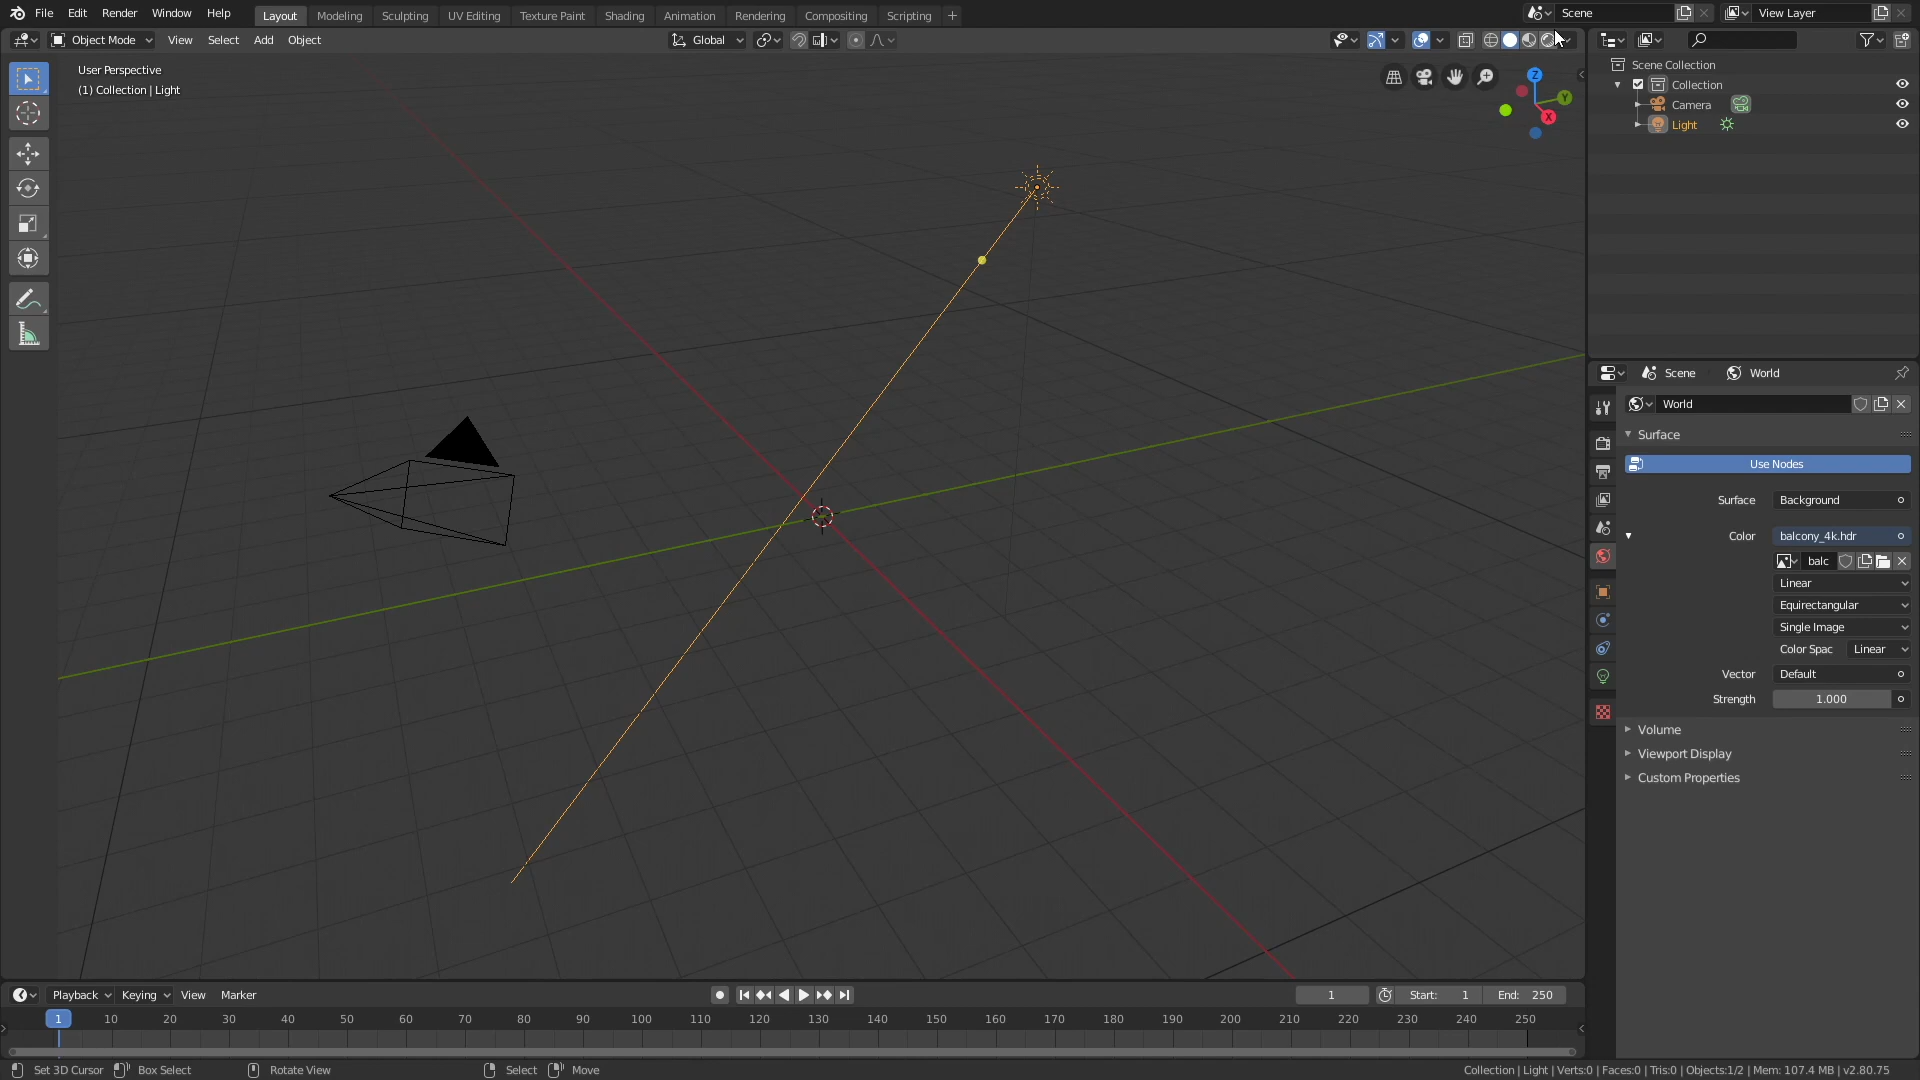 File Edit Render Window Help Layout Modeling Sculpting UV Editing Texture Paint Shading Animation Rendering Compositing Scripting + Scene View Layer
Object Mode View Select Add Object Global
User Perspective
(1) Collection | Light
Z
Y
X
Scene Collection
Collection
Camera
Light
Scene World
World
Surface
Use Nodes
Surface Background
Color balcony_4k.hdr
balc
Linear
Equirectangular
Single Image
Color Spac Linear
Vector Default
Strength 1.000
Volume
Viewport Display
Custom Properties
Playback Keying View Marker 1 Start: 1 End: 250
1 10 20 30 40 50 60 70 80 90 100 110 120 130 140 150 160 170 180 190 200 210 220 230 240 250
Set 3D Cursor Box Select Rotate View Select Move Collection | Light | Verts:0 | Faces:0 | Tris:0 | Objects:1/2 | Mem: 107.4 MB | v2.80.75